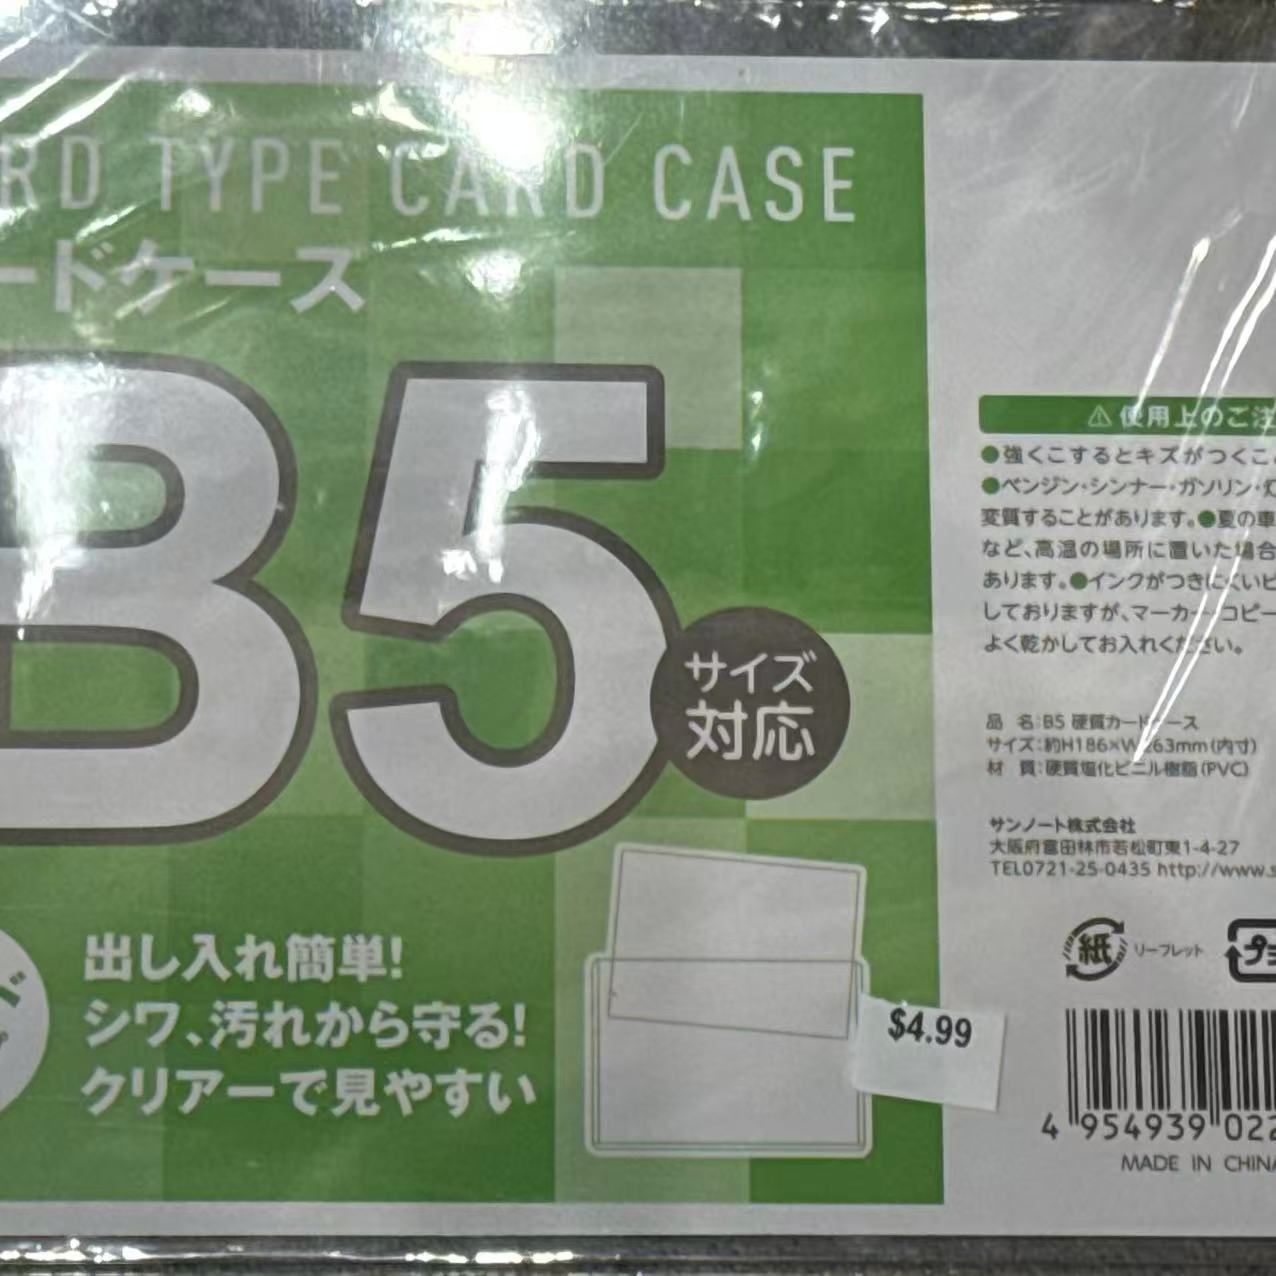 RD TYPE CARD CASE
ードケース
B5
サイズ
対応
出し入れ簡単!
シワ、汚れから守る!
クリアーで見やすい
$4.99
⚠使用上のご注
●強くこするとキズがつくこ
●ベンジン・シンナー・ガソリン・灯
変質することがあります。●夏の車
など、高温の場所に置いた場合
あります。●インクがつきにくいビ
しておりますが、マーカー・コピー
よく乾かしてお入れください。
品 名:B5 硬質カードケース
サイズ:約H186×W263mm(内寸)
材 質:硬質塩化ビニル樹脂(PVC)
サンノート株式会社
大阪府富田林市若松町東1-4-27
TEL0721-25-0435 http://www.s
紙 リーフレット
プ
4 954939 022
MADE IN CHINA